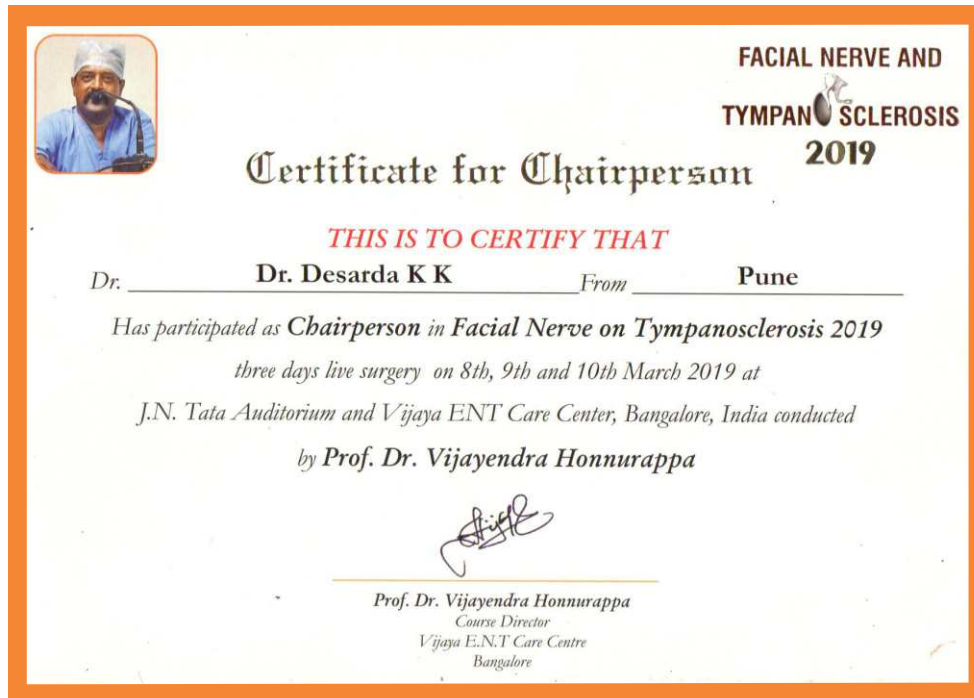 FACIAL NERVE AND
TYMPANOSCLEROSIS
2019
Certificate for Chairperson
THIS IS TO CERTIFY THAT
Dr. Dr. Desarda K K From Pune
Has participated as Chairperson in Facial Nerve on Tympanosclerosis 2019
three days live surgery on 8th, 9th and 10th March 2019 at
J.N. Tata Auditorium and Vijaya ENT Care Center, Bangalore, India conducted
by Prof. Dr. Vijayendra Honnurappa
Prof. Dr. Vijayendra Honnurappa
Course Director
Vijaya E.N.T Care Centre
Bangalore